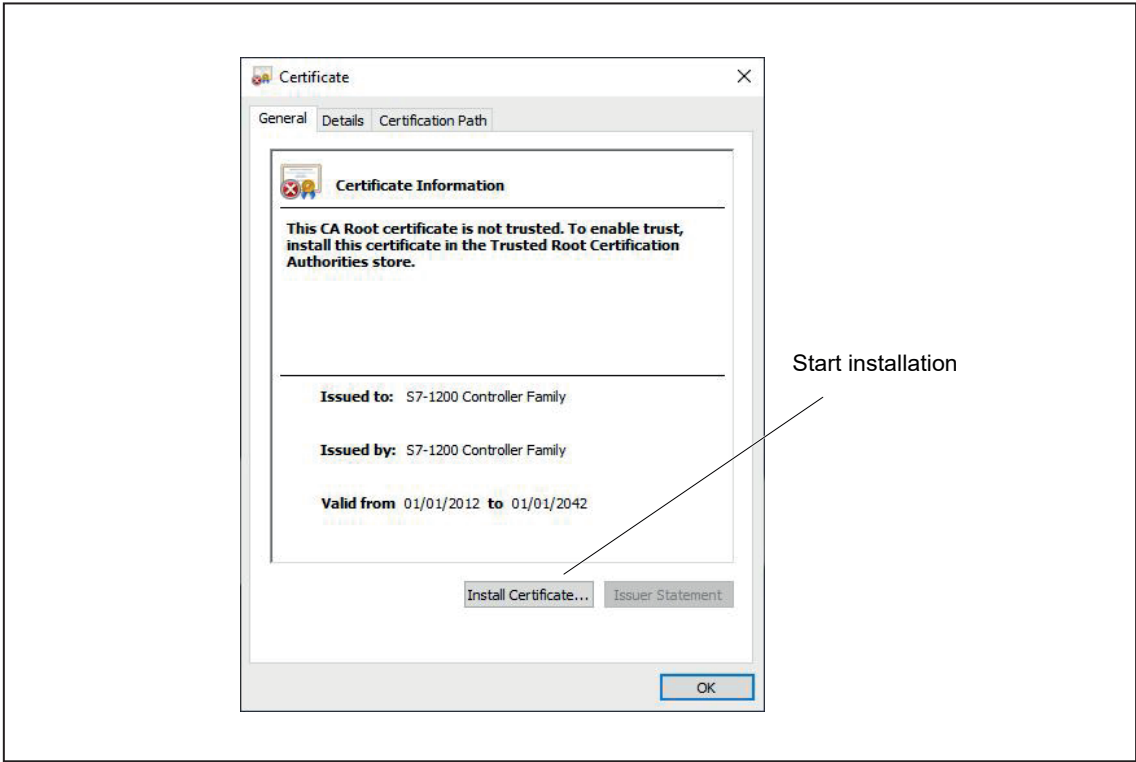 Certificate
General Details Certification Path
Certificate Information
This CA Root certificate is not trusted. To enable trust,
install this certificate in the Trusted Root Certification
Authorities store.
Start installation
Issued to: S7-1200 Controller Family
Issued by: S7-1200 Controller Family
Valid from 01/01/2012 to 01/01/2042
Install Certificate... Issuer Statement
OK